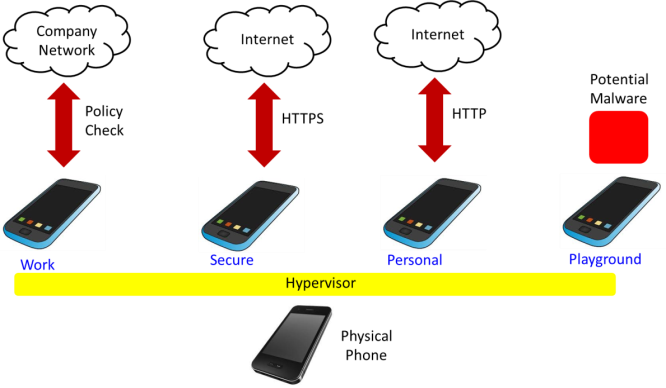 Company
Network
Internet
Internet
Policy
Check
HTTPS
HTTP
Potential
Malware
Work
Secure
Personal
Playground
Hypervisor
Physical
Phone